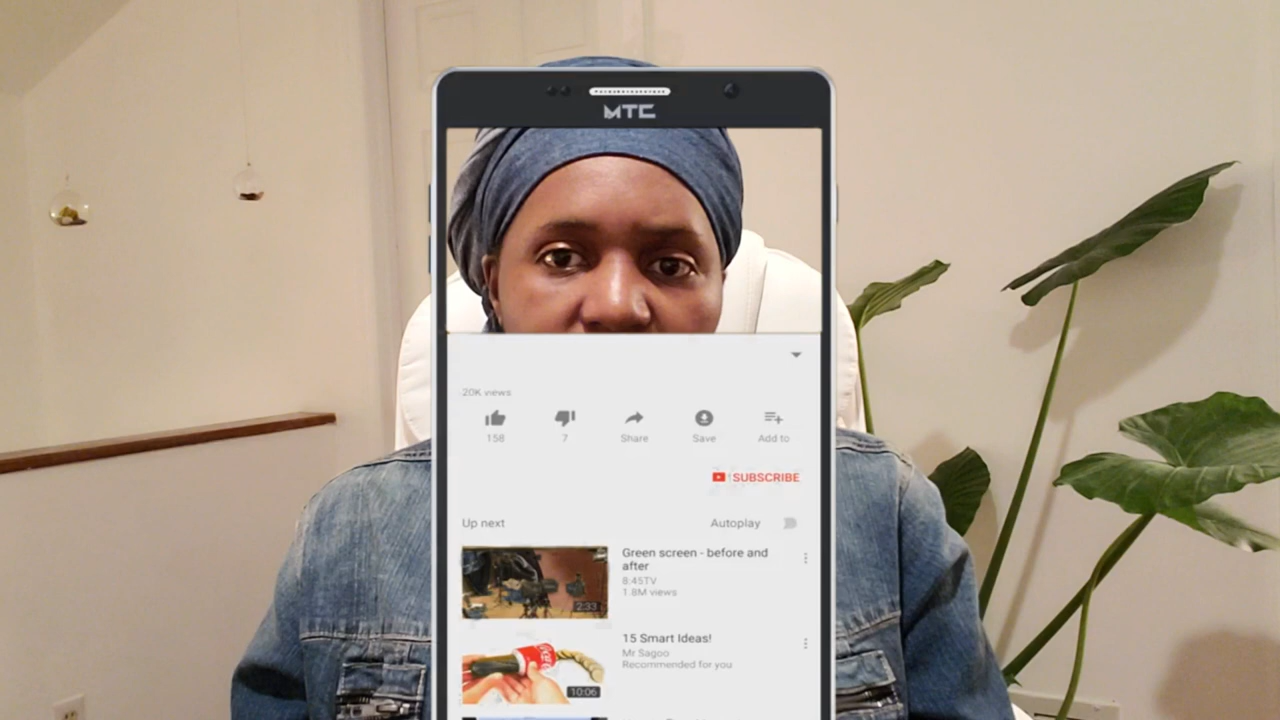 MTC
20K views
158
7
Share
Save
Add to
SUBSCRIBE
Up next
Autoplay
Green screen - before and
after
8:45TV
1.8M views
2:33
15 Smart Ideas!
Mr Sagoo
Recommended for you
10:06